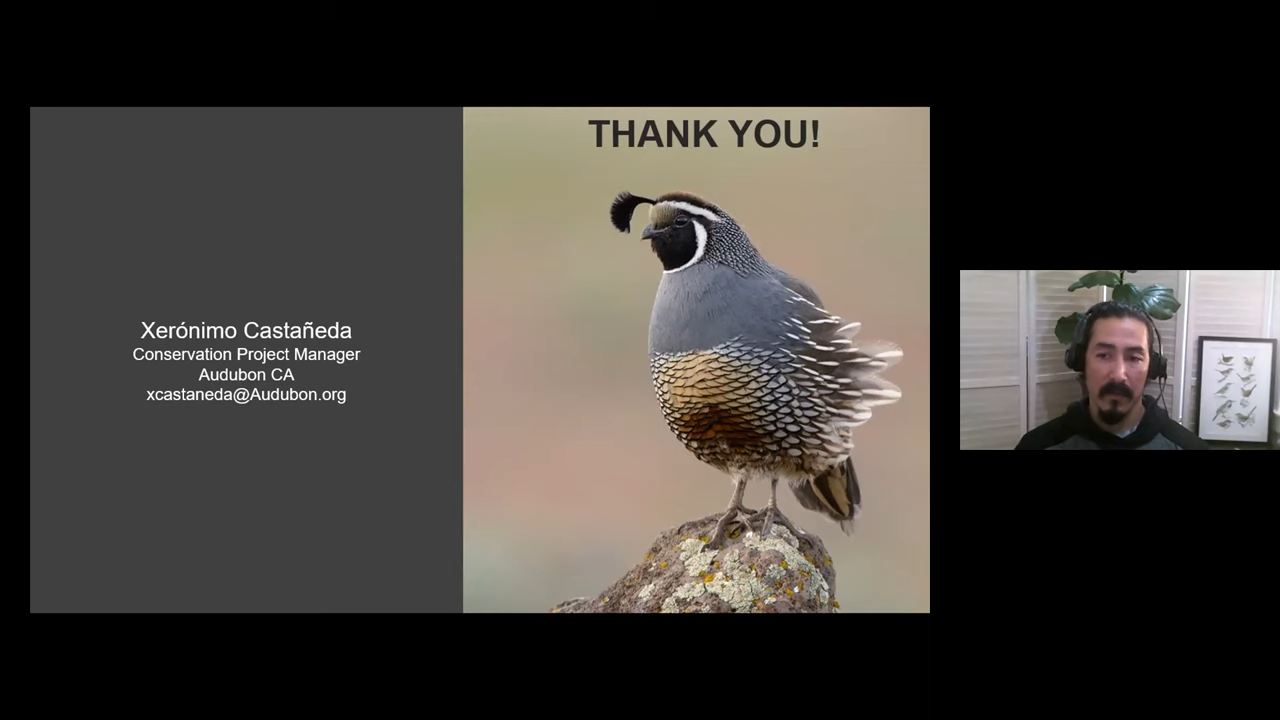 THANK YOU!
Xerónimo Castañeda
Conservation Project Manager
Audubon CA
xcastaneda@Audubon.org